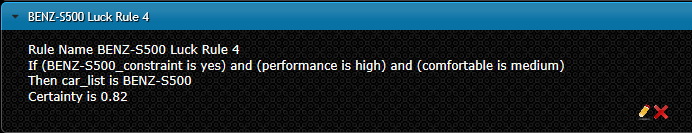 BENZ-S500 Luck Rule 4
Rule Name BENZ-S500 Luck Rule 4
If (BENZ-S500_constraint is yes) and (performance is high) and (comfortable is medium)
Then car_list is BENZ-S500
Certainty is 0.82